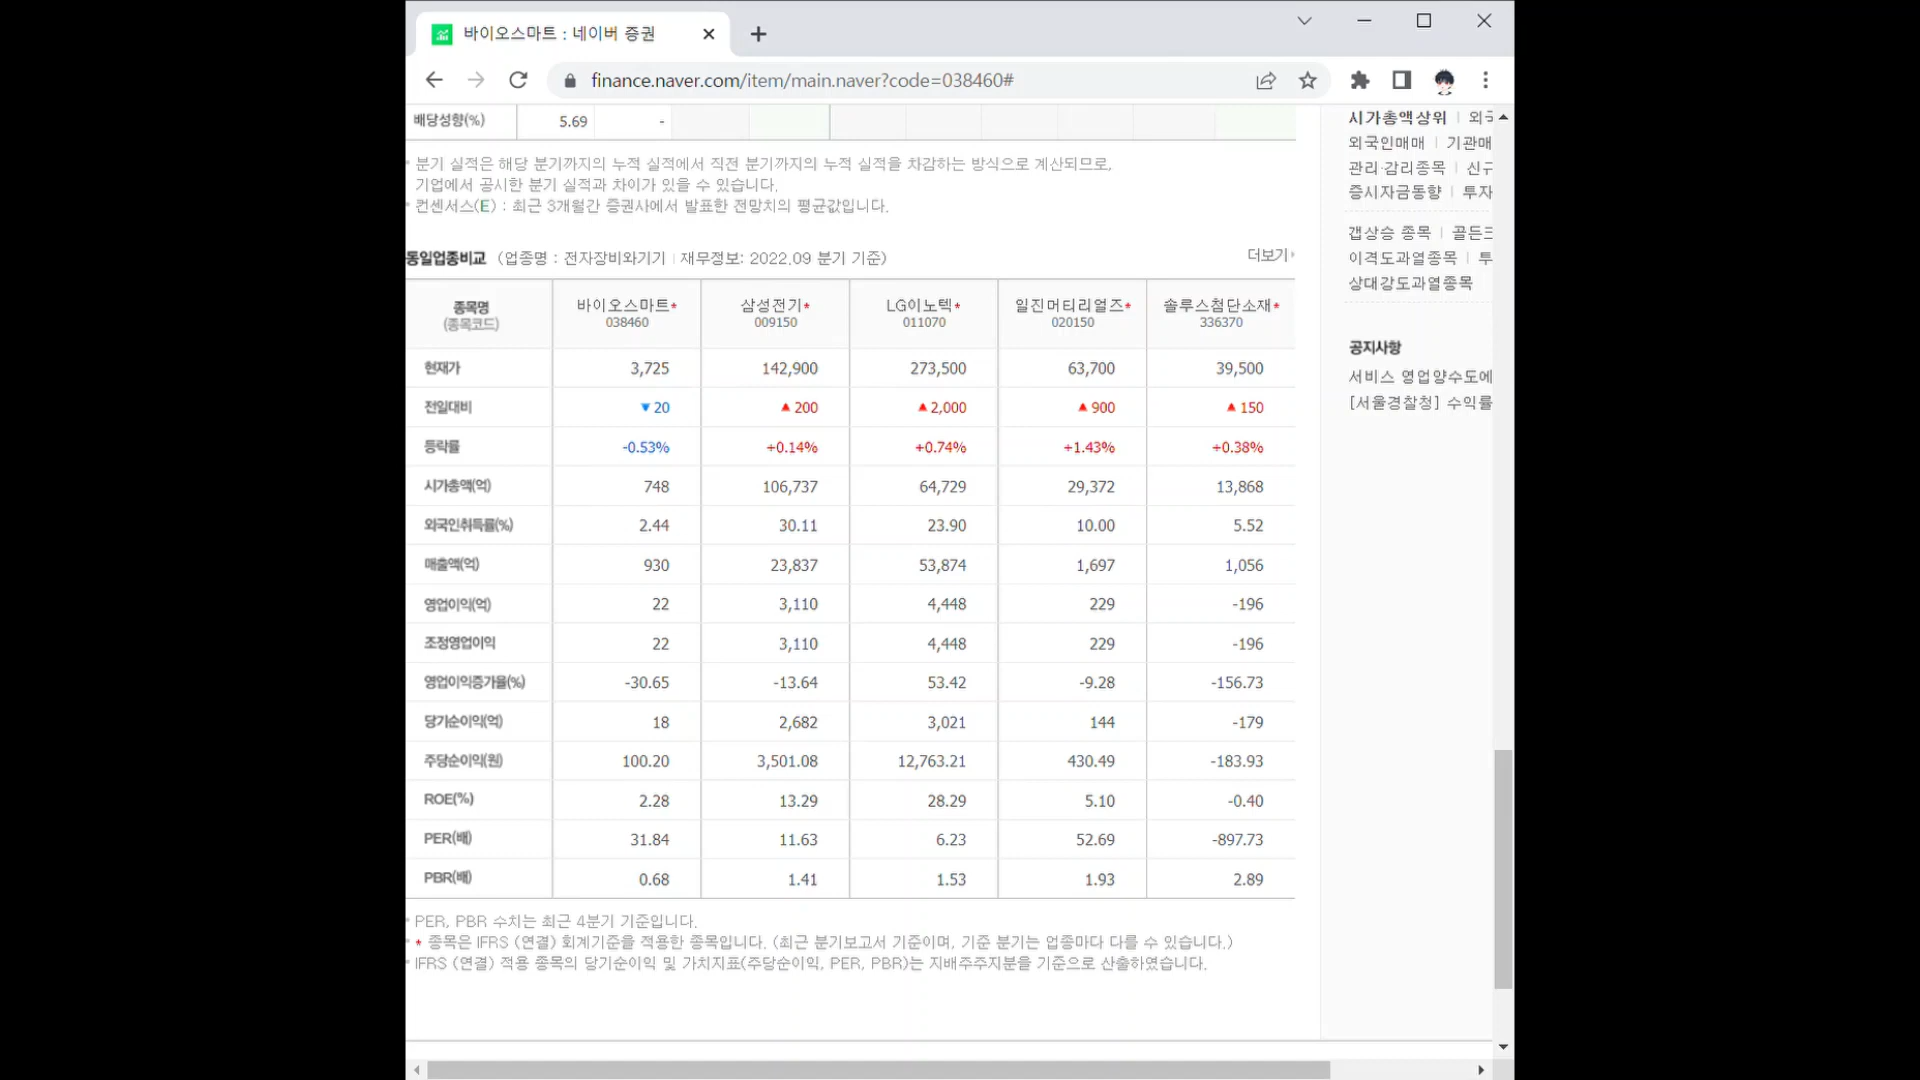 바이오스마트 : 네이버 증권
finance.naver.com/item/main.naver?code=038460#
배당성향(%) 5.69 -
* 분기 실적은 해당 분기까지의 누적 실적에서 직전 분기까지의 누적 실적을 차감하는 방식으로 계산되므로,
기업에서 공시한 분기 실적과 차이가 있을 수 있습니다.
* 컨센서스(E) : 최근 3개월간 증권사에서 발표한 전망치의 평균값입니다.
동일업종비교 (업종명 : 전자장비와기기 | 재무정보: 2022.09 분기 기준) 더보기
종목명 바이오스마트* 삼성전기* LG이노텍* 일진머티리얼즈* 솔루스첨단소재*
(종목코드) 038460 009150 011070 020150 336370
현재가 3,725 142,900 273,500 63,700 39,500
전일대비 ▼20 ▲200 ▲2,000 ▲900 ▲150
등락률 -0.53% +0.14% +0.74% +1.43% +0.38%
시가총액(억) 748 106,737 64,729 29,372 13,868
외국인취득률(%) 2.44 30.11 23.90 10.00 5.52
매출액(억) 930 23,837 53,874 1,697 1,056
영업이익(억) 22 3,110 4,448 229 -196
조정영업이익 22 3,110 4,448 229 -196
영업이익증가율(%) -30.65 -13.64 53.42 -9.28 -156.73
당기순이익(억) 18 2,682 3,021 144 -179
주당순이익(원) 100.20 3,501.08 12,763.21 430.49 -183.93
ROE(%) 2.28 13.29 28.29 5.10 -0.40
PER(배) 31.84 11.63 6.23 52.69 -897.73
PBR(배) 0.68 1.41 1.53 1.93 2.89
* PER, PBR 수치는 최근 4분기 기준입니다.
* * 종목은 IFRS (연결) 회계기준을 적용한 종목입니다. (최근 분기보고서 기준이며, 기준 분기는 업종마다 다를 수 있습니다.)
* IFRS (연결) 적용 종목의 당기순이익 및 가치지표(주당순이익, PER, PBR)는 지배주주지분을 기준으로 산출하였습니다.
시가총액상위 | 외국
외국인매매 | 기관매
관리·감리종목 | 신규
증시자금동향 | 투자
갭상승 종목 | 골든크
이격도과열종목 | 투
상대강도과열종목
공지사항
서비스 영업양수도에
[서울경찰청] 수익률